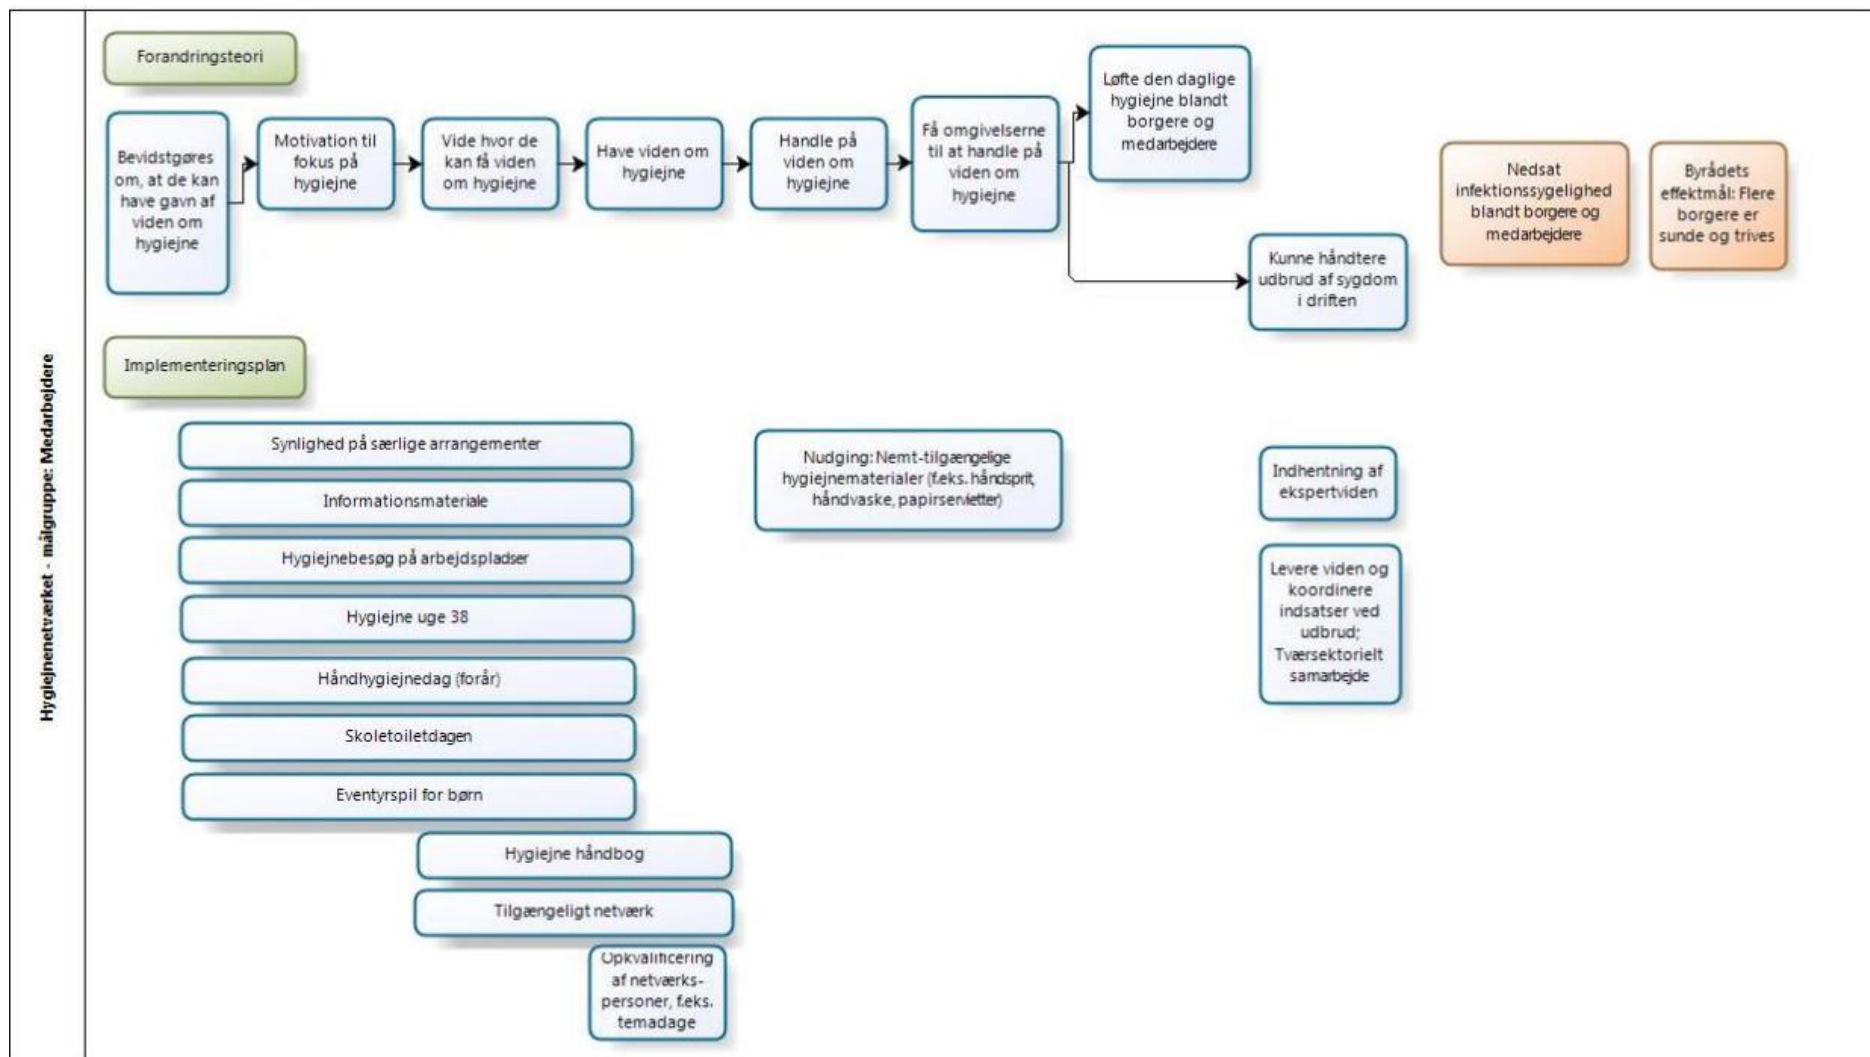 Hygiejnenetværket - målgruppe: Medarbejdere
Forandringsteori
Bevidstgøres
om, at de kan
have gavn af
viden om
hygiejne
Motivation til
fokus på
hygiejne
Vide hvor de
kan få viden
om hygiejne
Have viden om
hygiejne
Handle på
viden om
hygiejne
Få omgivelserne
til at handle på
viden om
hygiejne
Løfte den daglige
hygiejne blandt
borgere og
medarbejdere
Kunne håndtere
udbrud af sygdom
i driften
Nedsat
infektionssygelighed
blandt borgere og
medarbejdere
Byrådets
effektmål: Flere
borgere er
sunde og trives
Implementeringsplan
Synlighed på særlige arrangementer
Informationsmateriale
Hygiejnebesøg på arbejdspladser
Hygiejne uge 38
Håndhygiejnedag (forår)
Skoletoiletdagen
Eventyrspil for børn
Hygiejne håndbog
Tilgængeligt netværk
Opkvalificering
af netværks-
personer, f.eks.
temadage
Nudging: Nemt-tilgængelige
hygiejnematerialer (f.eks. håndsprit,
håndvaske, papirservietter)
Indhentning af
ekspertviden
Levere viden og
koordinere
indsatser ved
udbrud;
Tværsektorielt
samarbejde